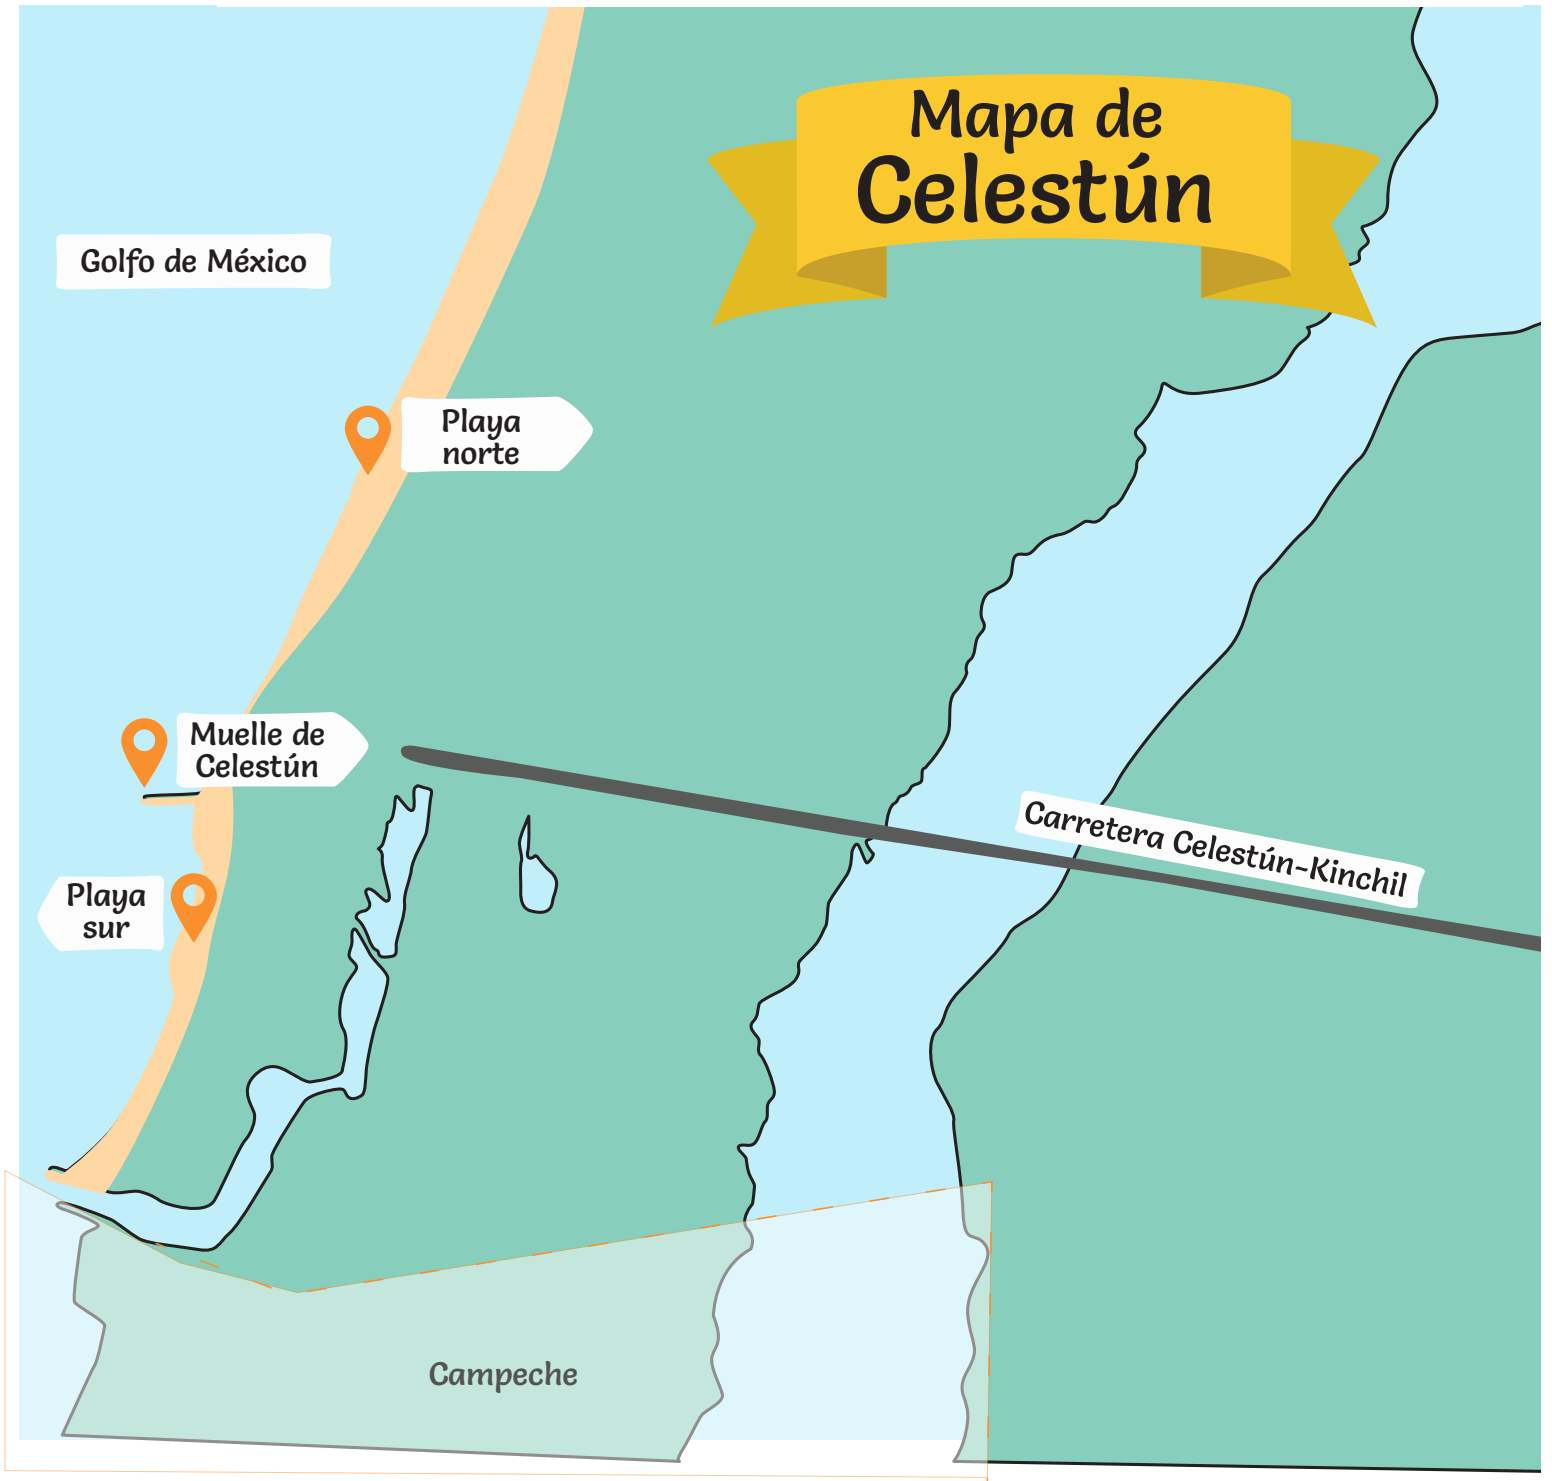 Mapa de
Celestún
Golfo de México
Playa
norte
Muelle de
Celestún
Carretera Celestún-Kinchil
Playa
sur
Campeche